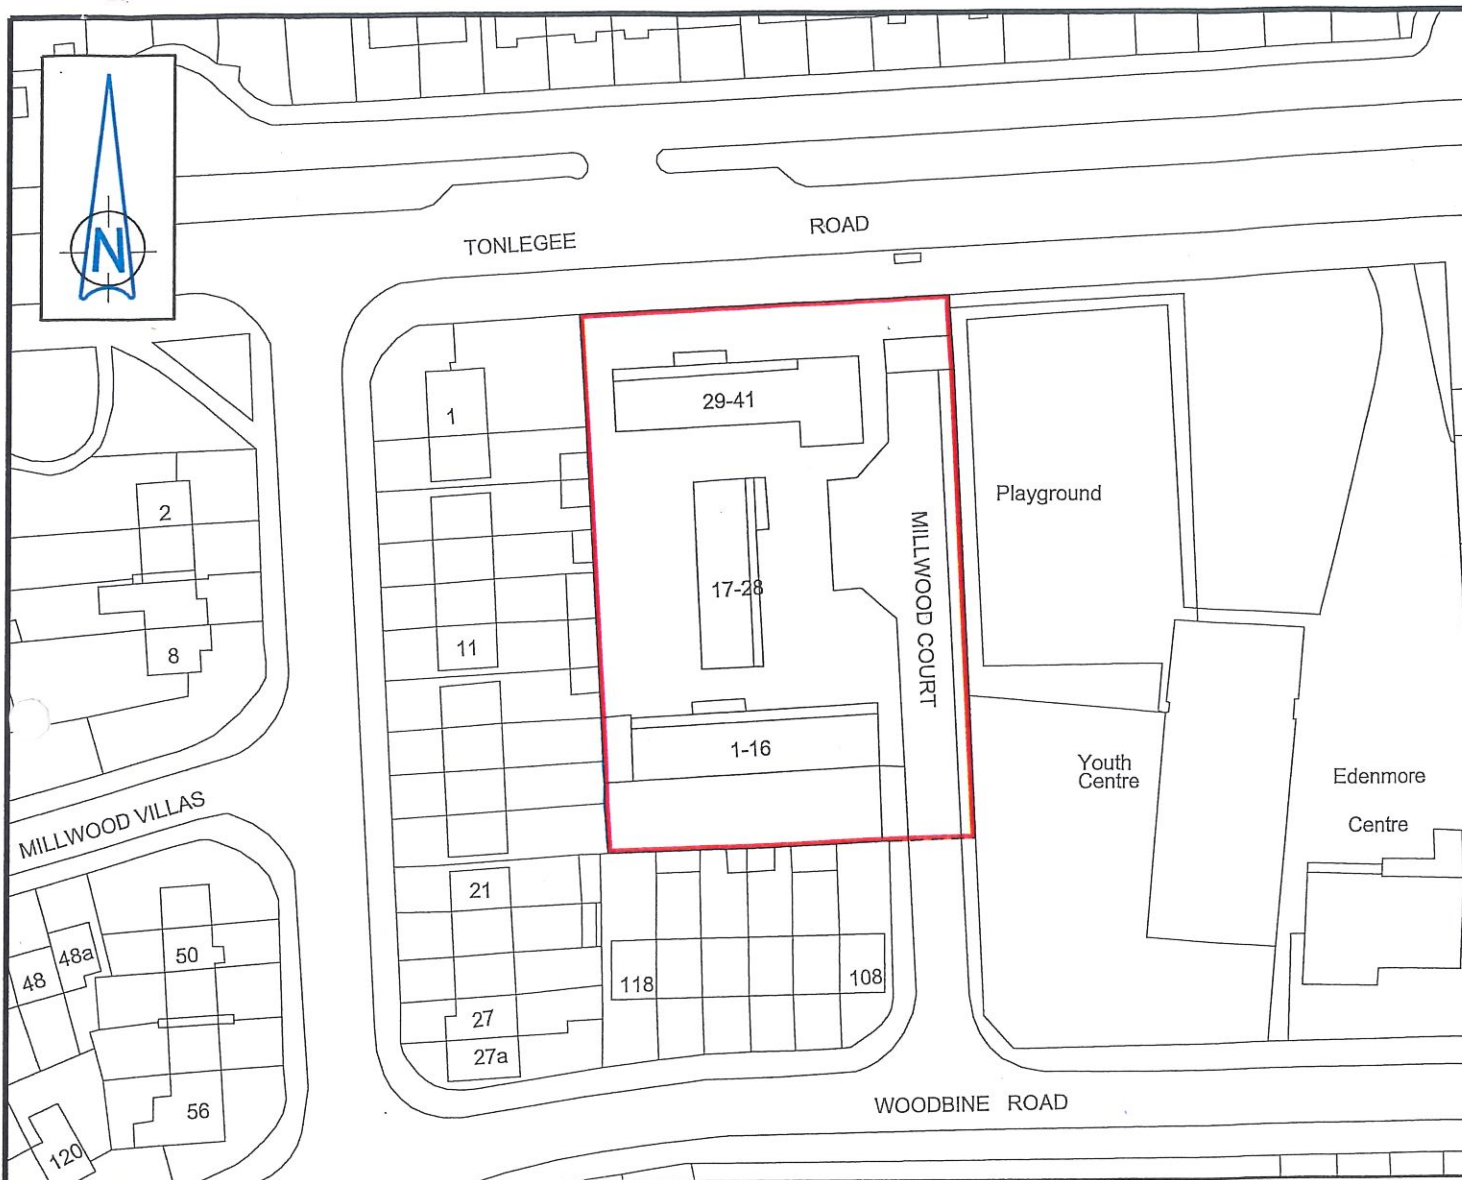 N
TONLEGEE ROAD
1
29-41
2
Playground
17-28
MILLWOOD COURT
11
8
1-16
Youth
Centre
Edenmore
Centre
MILLWOOD VILLAS
21
48
48a
50
118
108
27
27a
56
120
WOODBINE ROAD